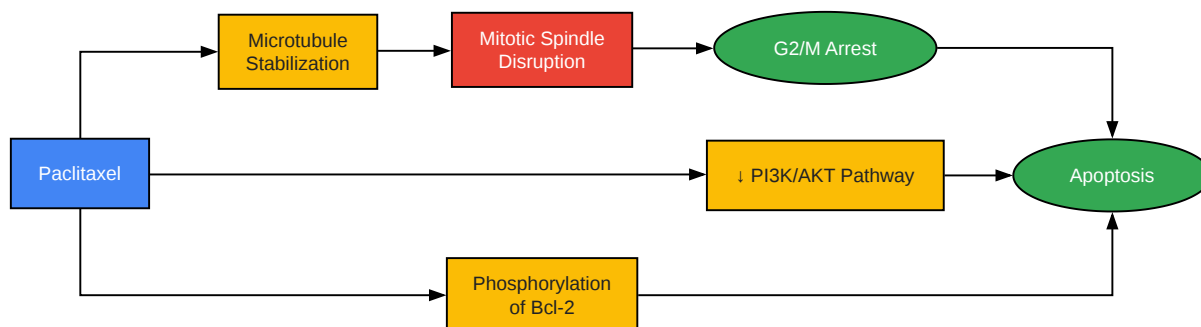 Microtubule
Stabilization
Mitotic Spindle
Disruption
G2/M Arrest
Paclitaxel
↓ PI3K/AKT Pathway
Apoptosis
Phosphorylation
of Bcl-2